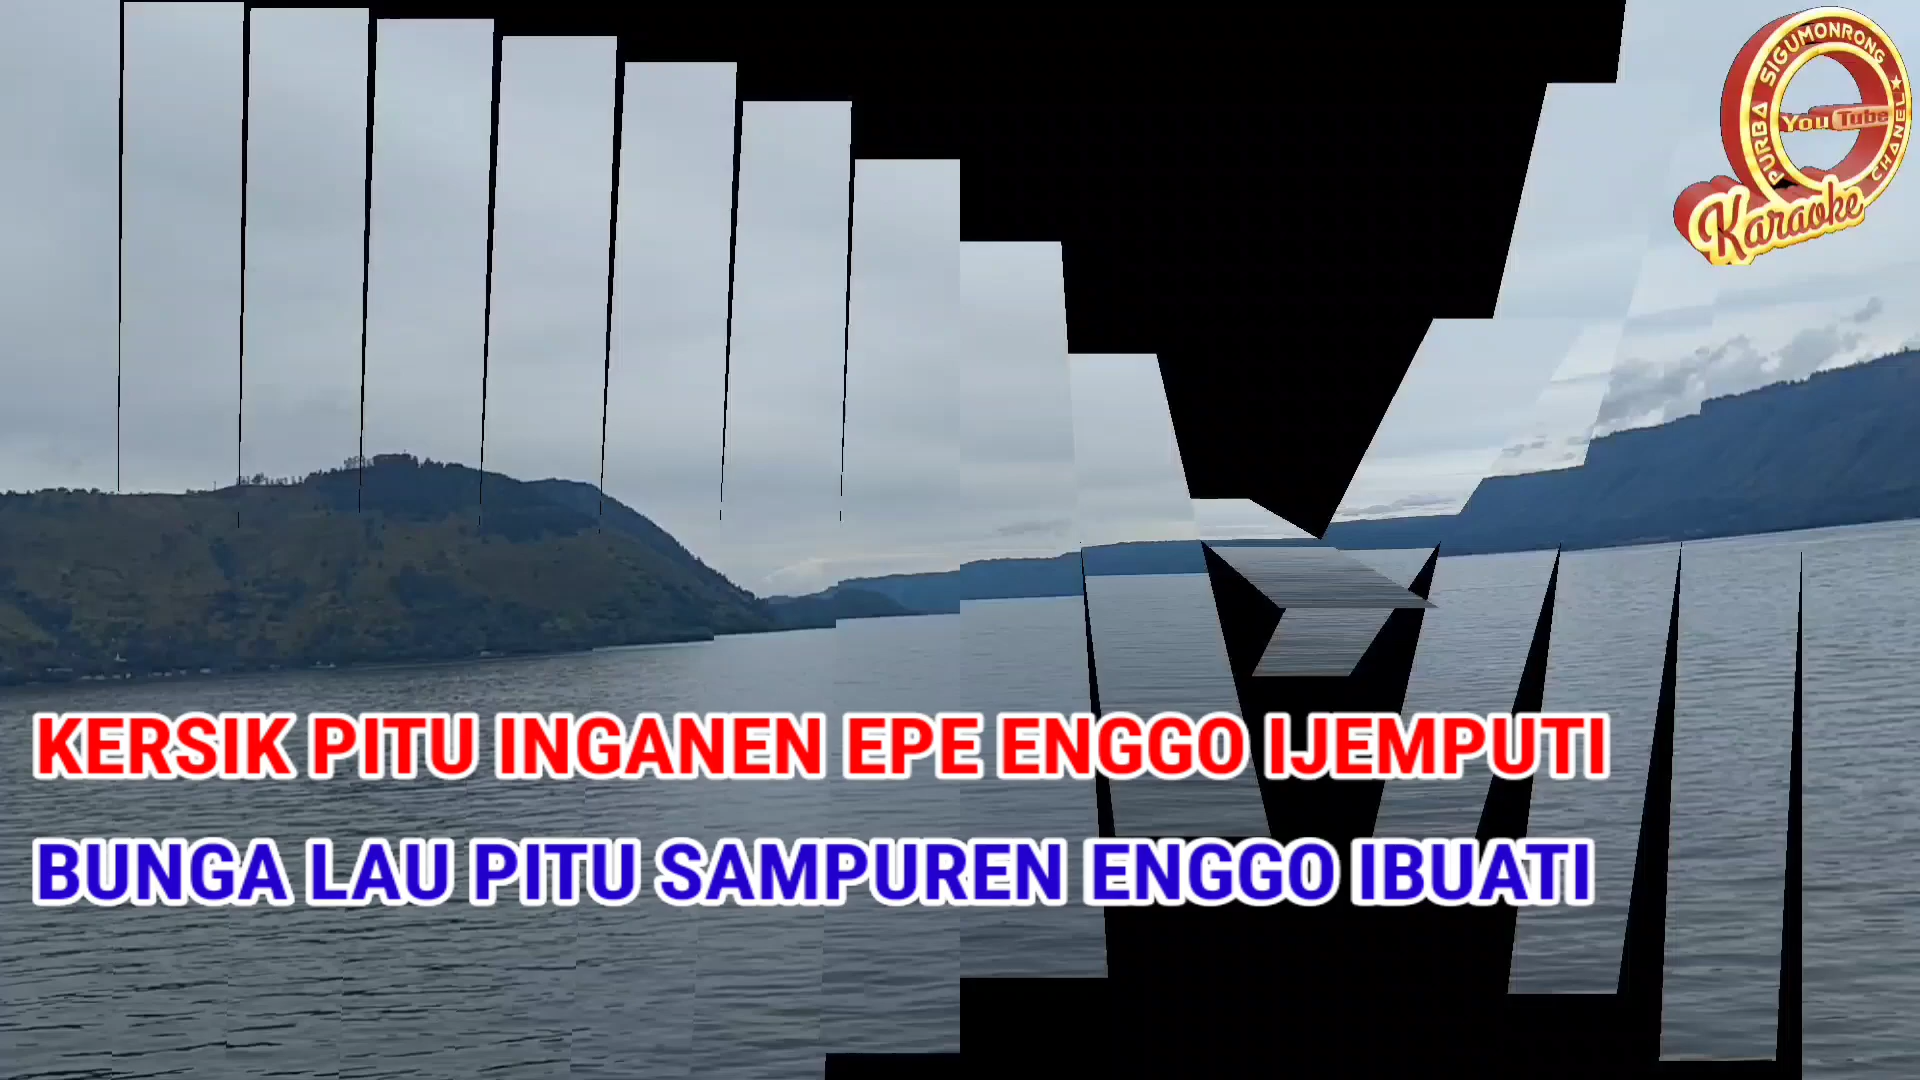 PURBA SIGUMONRONG CHANEL
YouTube
Karaoke
KERSIK PITU INGANEN EPE ENGGO IJEMPUTI
BUNGA LAU PITU SAMPUREN ENGGO IBUATI